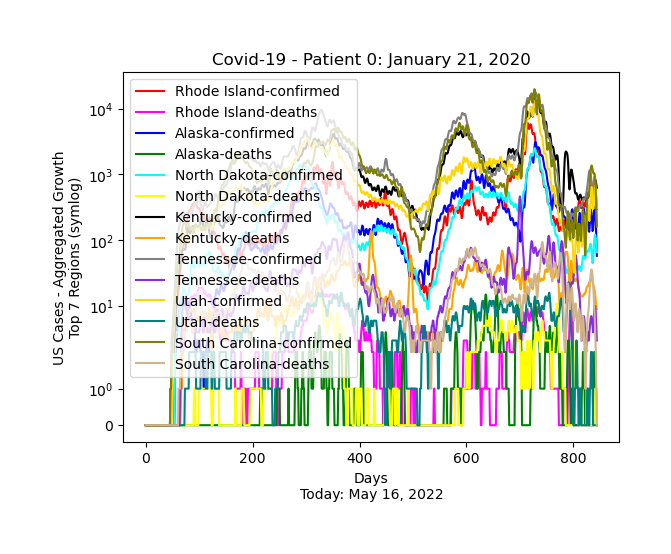 Covid-19 - Patient 0: January 21, 2020
US Cases - Aggregated Growth
Top 7 Regions (symlog)
10⁴
10³
10²
10¹
10⁰
0
Rhode Island-confirmed
Rhode Island-deaths
Alaska-confirmed
Alaska-deaths
North Dakota-confirmed
North Dakota-deaths
Kentucky-confirmed
Kentucky-deaths
Tennessee-confirmed
Tennessee-deaths
Utah-confirmed
Utah-deaths
South Carolina-confirmed
South Carolina-deaths
0 200 400 600 800
Days
Today: May 16, 2022